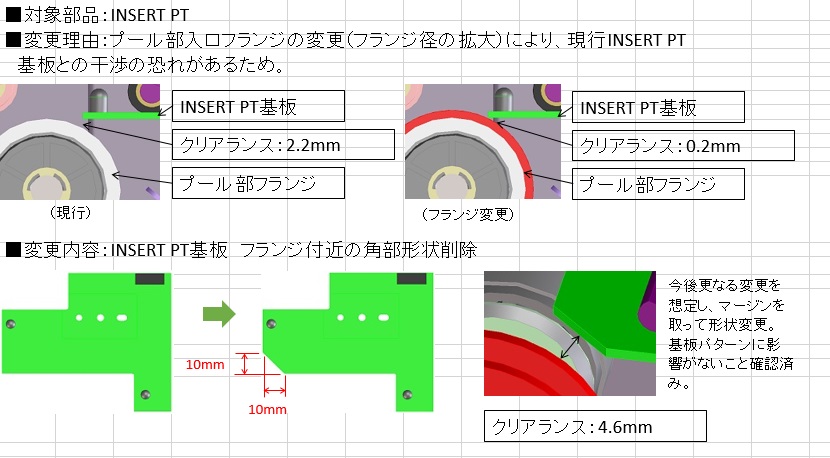 ■対象部品：INSERT PT
■変更理由：プール部入口フランジの変更（フランジ径の拡大）により、現行INSERT PT
基板との干渉の恐れがあるため。
INSERT PT基板
クリアランス：2.2mm
プール部フランジ
（現行）
INSERT PT基板
クリアランス：0.2mm
プール部フランジ
（フランジ変更）
■変更内容：INSERT PT基板　フランジ付近の角部形状削除
10mm
10mm
今後更なる変更を
想定し、マージンを
取って形状変更。
基板パターンに影
響がないこと確認済
み。
クリアランス：4.6mm